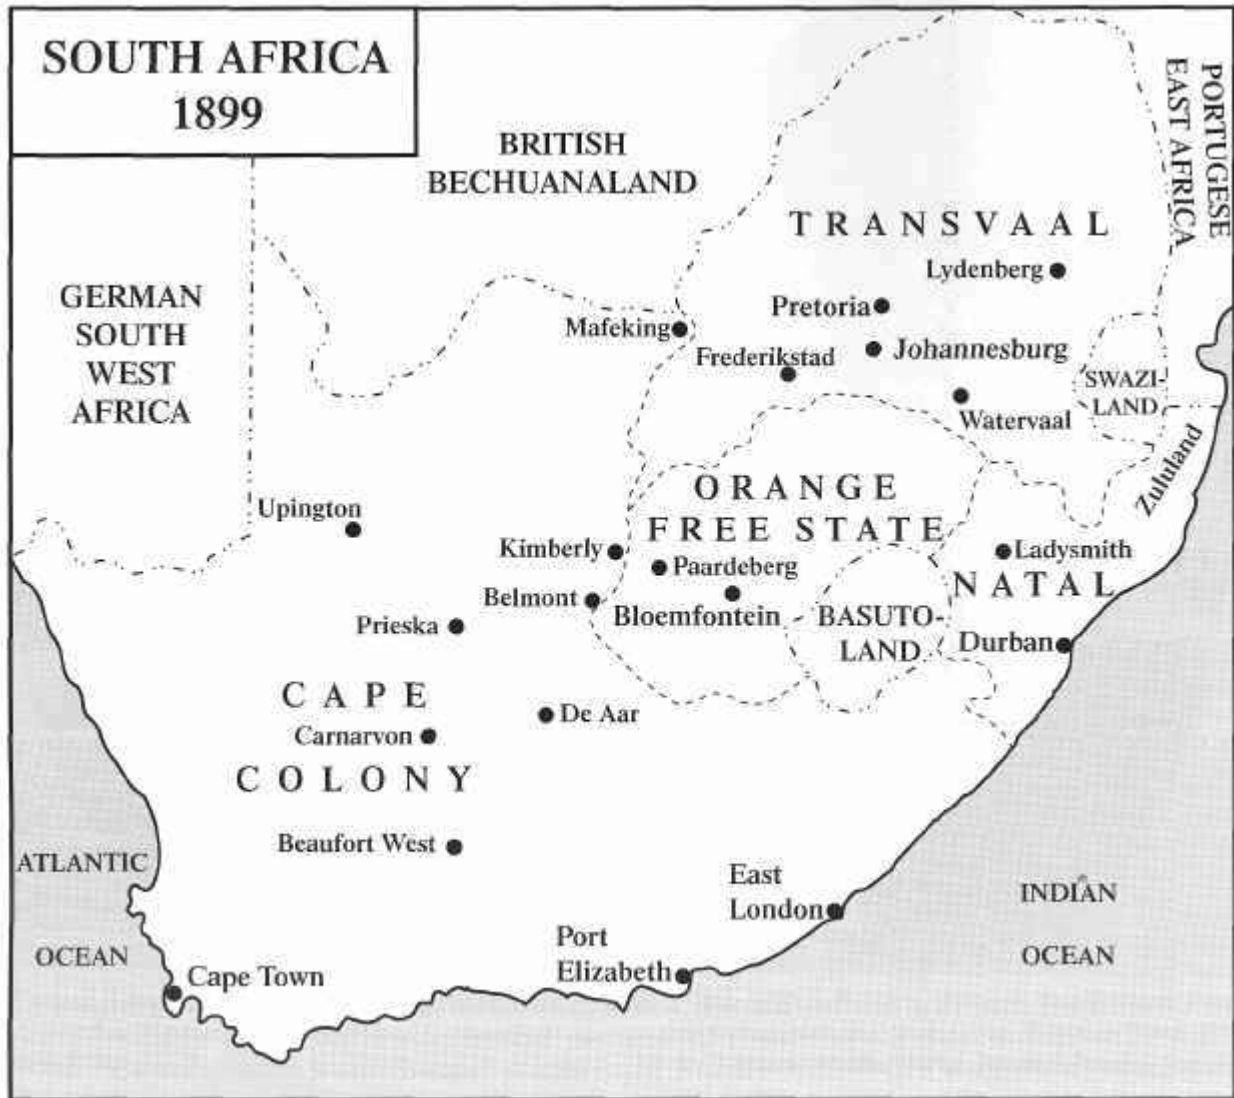 SOUTH AFRICA
1899
PORTUGESE
EAST AFRICA
BRITISH
BECHUANALAND
TRANSVAAL
Lydenberg
GERMAN
SOUTH
WEST
AFRICA
Pretoria
Mafeking
Johannesburg
Frederikstad
SWAZI-
LAND
Watervaal
Zululand
ORANGE
FREE STATE
Upington
Kimberly
Ladysmith
Paardeberg
NATAL
Belmont
Bloemfontein
BASUTO-
LAND
Prieska
Durban
CAPE
De Aar
Carnarvon
COLONY
Beaufort West
ATLANTIC
OCEAN
East
London
INDIAN
OCEAN
Port
Elizabeth
Cape Town